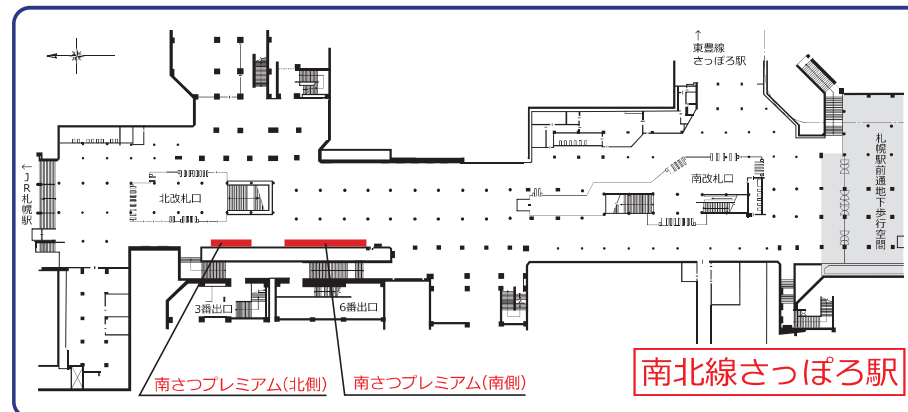 ↑
東豊線
さっぽろ駅
←JR札幌駅
北改札口
南改札口
札幌駅前通地下歩行空間
3番出口
6番出口
南さつプレミアム(北側)
南さつプレミアム(南側)
南北線さっぽろ駅